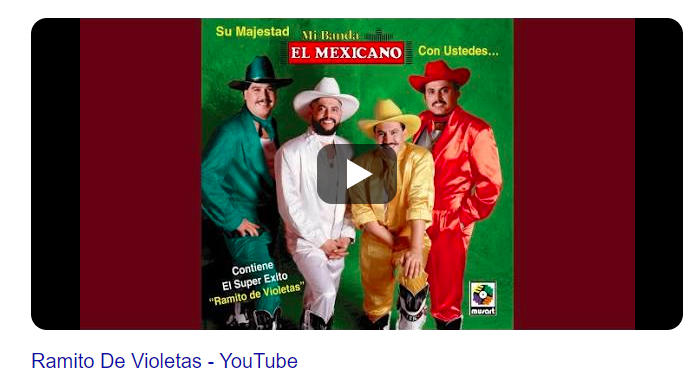 Su Majestad
Mi Banda
EL MEXICANO
Con Ustedes...
Contiene
El Super Exito
"Ramito de Violetas"
musart
Ramito De Violetas - YouTube